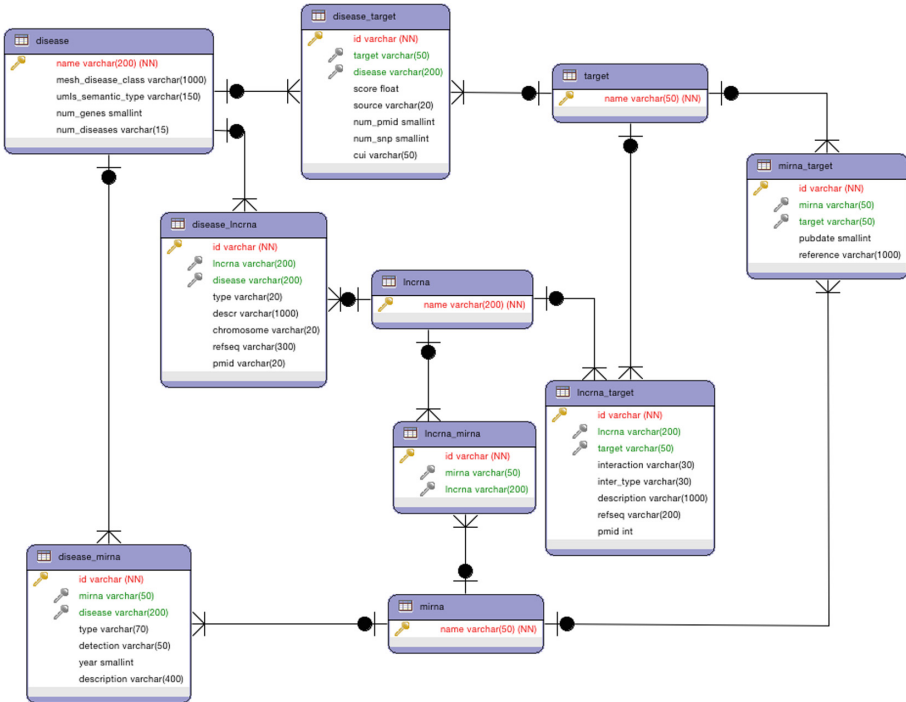 disease
name varchar(200) (NN)
mesh_disease_class varchar(1000)
umls_semantic_type varchar(150)
num_genes smallint
num_diseases varchar(15)
disease_target
id varchar (NN)
target varchar(50)
disease varchar(200)
score float
source varchar(20)
num_pmid smallint
num_snp smallint
cui varchar(50)
target
name varchar(50) (NN)
mirna_target
id varchar (NN)
mirna varchar(50)
target varchar(50)
pubdate smallint
reference varchar(1000)
disease_lncrna
id varchar (NN)
lncrna varchar(200)
disease varchar(200)
type varchar(20)
descr varchar(1000)
chromosome varchar(20)
refseq varchar(300)
pmid varchar(20)
lncrna
name varchar(200) (NN)
lncrna_target
id varchar (NN)
lncrna varchar(200)
target varchar(50)
interaction varchar(30)
inter_type varchar(30)
description varchar(1000)
refseq varchar(200)
pmid int
lncrna_mirna
id varchar (NN)
mirna varchar(50)
lncrna varchar(200)
disease_mirna
id varchar (NN)
mirna varchar(50)
disease varchar(200)
type varchar(70)
detection varchar(50)
year smallint
description varchar(400)
mirna
name varchar(50) (NN)